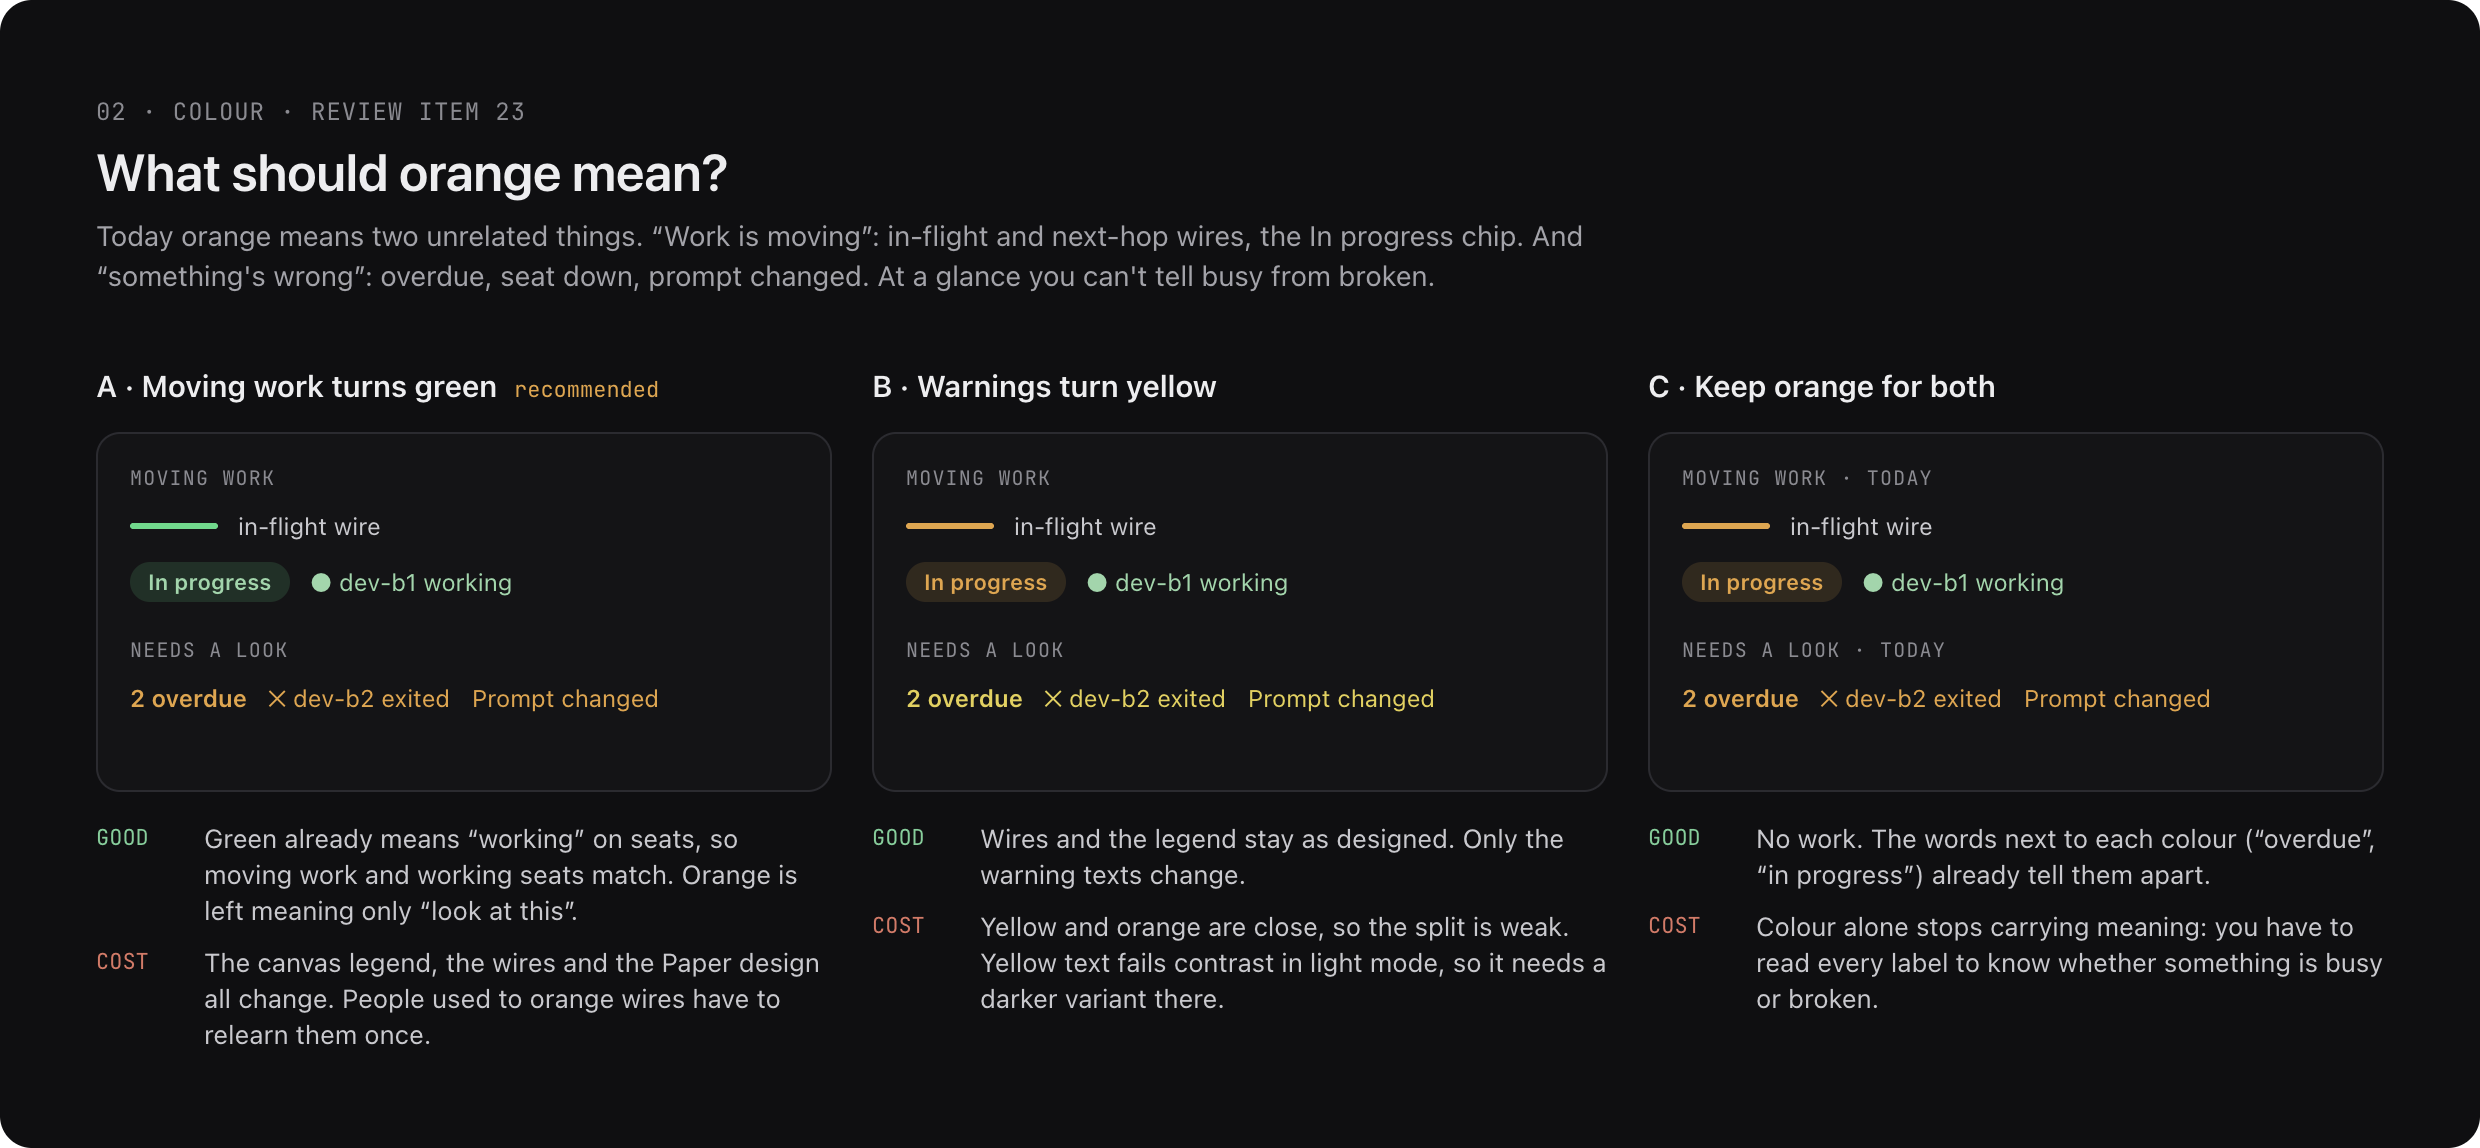 02 · COLOUR · REVIEW ITEM 23
What should orange mean?
Today orange means two unrelated things. “Work is moving”: in-flight and next-hop wires, the In progress chip. And
“something's wrong”: overdue, seat down, prompt changed. At a glance you can't tell busy from broken.
A · Moving work turns green recommended
MOVING WORK
in-flight wire
In progress dev-b1 working
NEEDS A LOOK
2 overdue × dev-b2 exited Prompt changed
GOOD Green already means “working” on seats, so
moving work and working seats match. Orange is
left meaning only “look at this”.
COST The canvas legend, the wires and the Paper design
all change. People used to orange wires have to
relearn them once.
B · Warnings turn yellow
MOVING WORK
in-flight wire
In progress dev-b1 working
NEEDS A LOOK
2 overdue × dev-b2 exited Prompt changed
GOOD Wires and the legend stay as designed. Only the
warning texts change.
COST Yellow and orange are close, so the split is weak.
Yellow text fails contrast in light mode, so it needs a
darker variant there.
C · Keep orange for both
MOVING WORK · TODAY
in-flight wire
In progress dev-b1 working
NEEDS A LOOK · TODAY
2 overdue × dev-b2 exited Prompt changed
GOOD No work. The words next to each colour (“overdue”,
“in progress”) already tell them apart.
COST Colour alone stops carrying meaning: you have to
read every label to know whether something is busy
or broken.